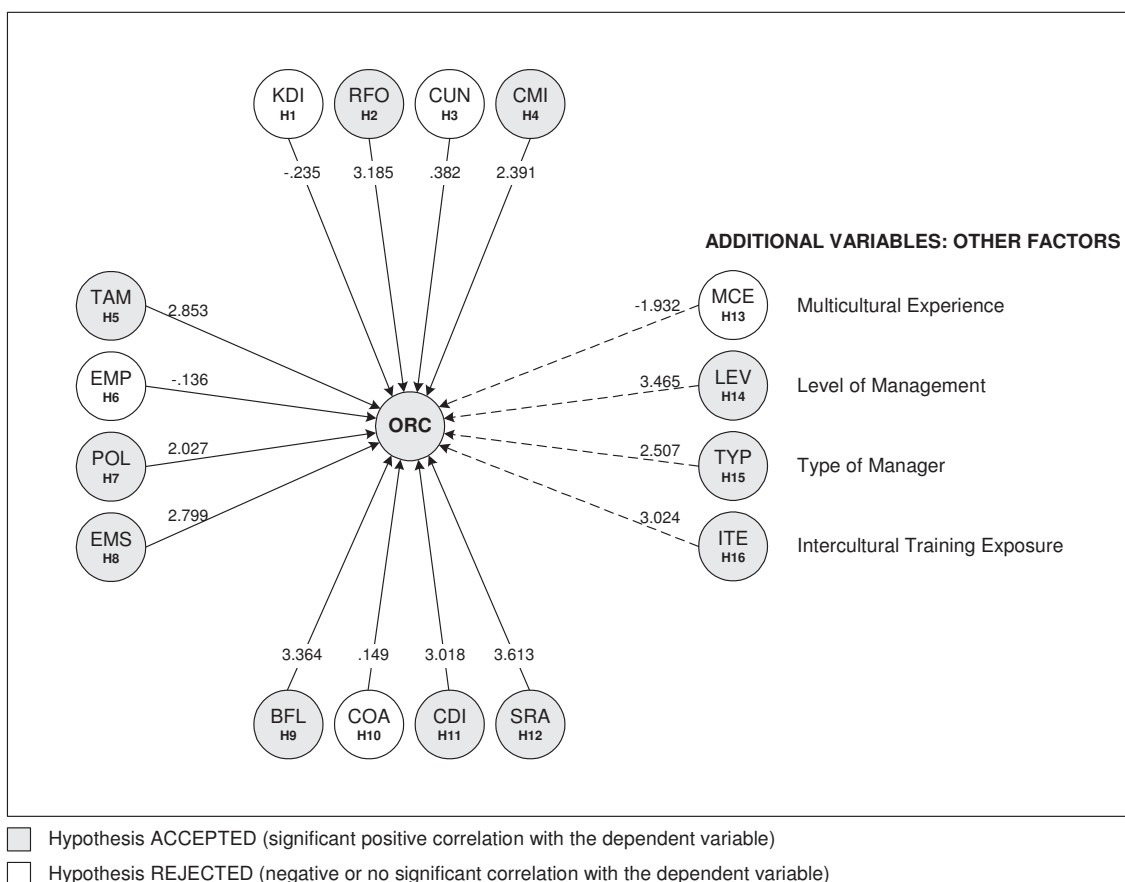 KDI
H1
RFO
H2
CUN
H3
CMI
H4
-.235
3.185
.382
2.391
ADDITIONAL VARIABLES: OTHER FACTORS
TAM
H5
2.853
-1.932
MCE
H13
Multicultural Experience
EMP
H6
-.136
3.465
LEV
H14
Level of Management
ORC
POL
H7
2.027
2.507
TYP
H15
Type of Manager
EMS
H8
2.799
3.024
ITE
H16
Intercultural Training Exposure
3.364
.149
3.018
3.613
BFL
H9
COA
H10
CDI
H11
SRA
H12
Hypothesis ACCEPTED (significant positive correlation with the dependent variable)
Hypothesis REJECTED (negative or no significant correlation with the dependent variable)